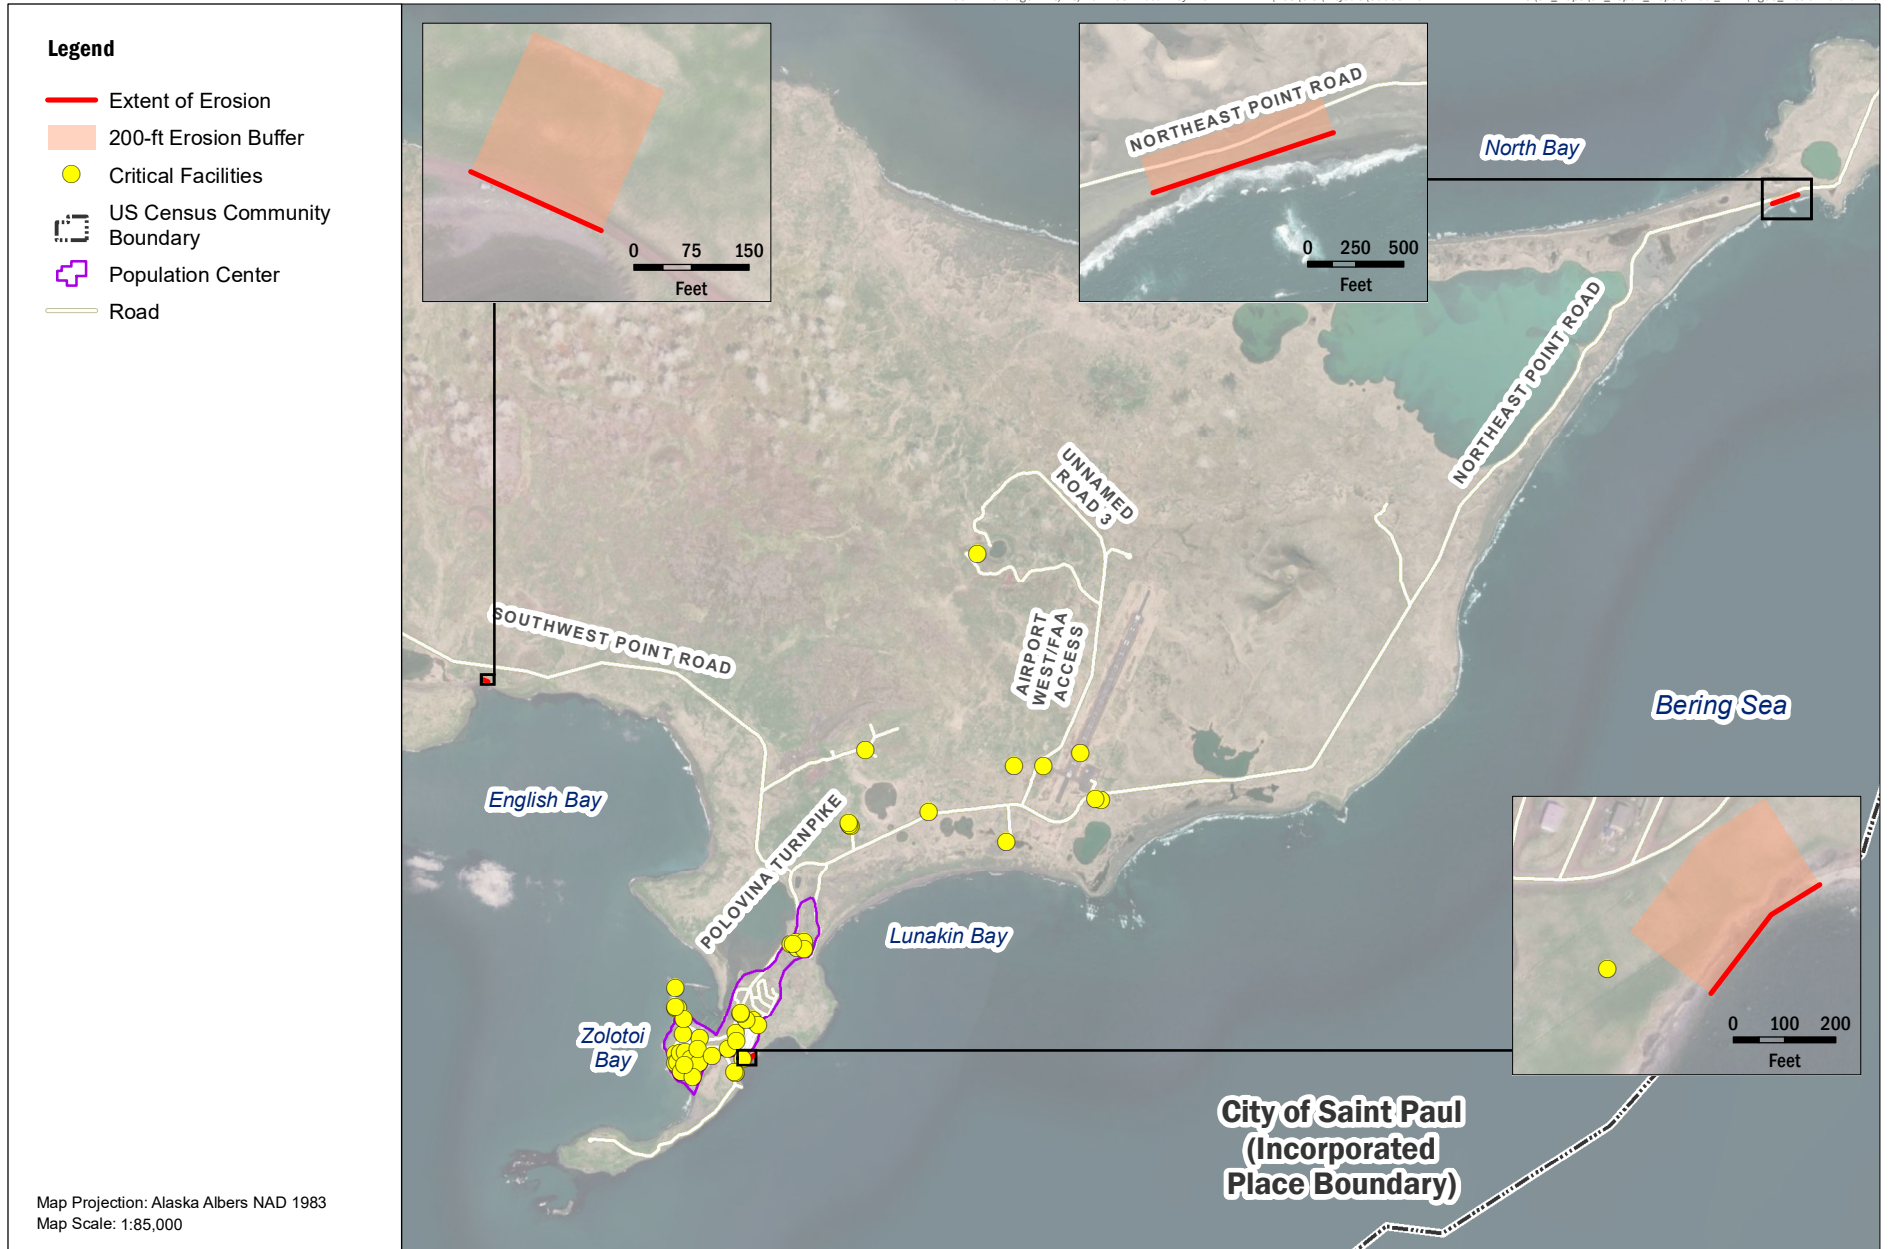 Legend
Extent of Erosion
200-ft Erosion Buffer
Critical Facilities
US Census Community
Boundary
Population Center
Road
Map Projection: Alaska Albers NAD 1983
Map Scale: 1:85,000
0 75 150
Feet
NORTHEAST POINT ROAD
0 250 500
Feet
North Bay
NORTHEAST POINT ROAD
UNNAMED
ROAD 3
AIRPORT
WEST/FAA
ACCESS
SOUTHWEST POINT ROAD
Bering Sea
English Bay
POLOVINA TURNPIKE
Lunakin Bay
Zolotoi
Bay
0 100 200
Feet
City of Saint Paul
(Incorporated
Place Boundary)